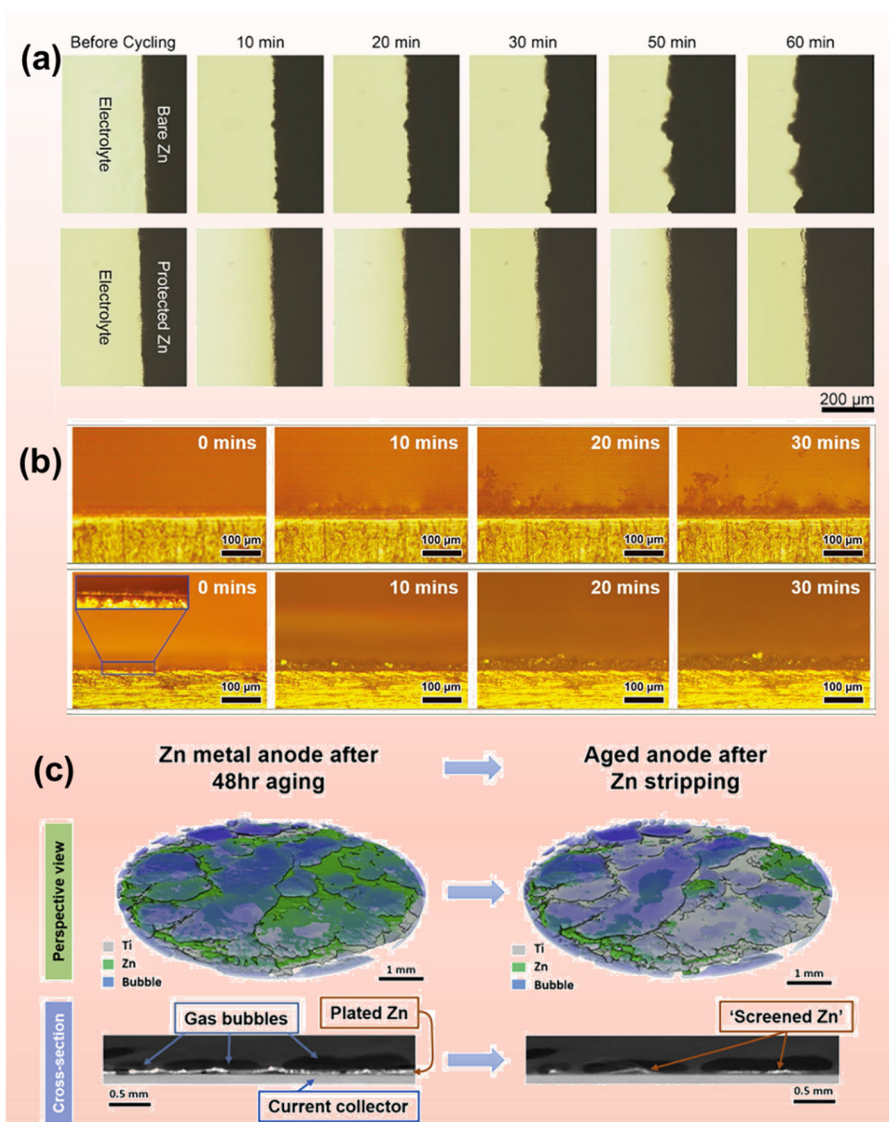 (a)
Before Cycling
10 min
20 min
30 min
50 min
60 min
Electrolyte
Bare Zn
Electrolyte
Protected Zn
200 µm
(b)
0 mins
10 mins
20 mins
30 mins
100 µm
100 µm
100 µm
100 µm
0 mins
10 mins
20 mins
30 mins
100 µm
100 µm
100 µm
100 µm
(c)
Zn metal anode after
48hr aging
Aged anode after
Zn stripping
Perspective view
Ti
Zn
Bubble
1 mm
Ti
Zn
Bubble
1 mm
Cross-section
Gas bubbles
Plated Zn
'Screened Zn'
0.5 mm
Current collector
0.5 mm